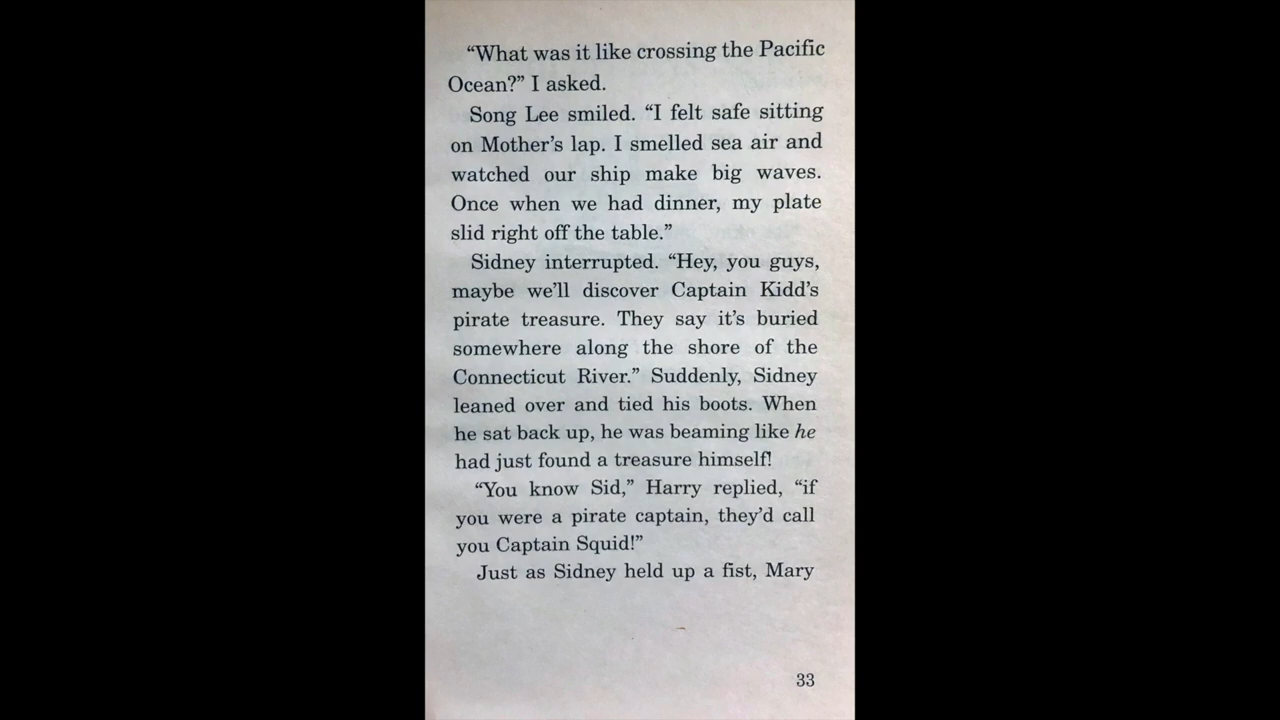 “What was it like crossing the Pacific
Ocean?” I asked.
Song Lee smiled. “I felt safe sitting
on Mother’s lap. I smelled sea air and
watched our ship make big waves.
Once when we had dinner, my plate
slid right off the table.”
Sidney interrupted. “Hey, you guys,
maybe we’ll discover Captain Kidd’s
pirate treasure. They say it’s buried
somewhere along the shore of the
Connecticut River.” Suddenly, Sidney
leaned over and tied his boots. When
he sat back up, he was beaming like he
had just found a treasure himself!
“You know Sid,” Harry replied, “if
you were a pirate captain, they’d call
you Captain Squid!”
Just as Sidney held up a fist, Mary
33